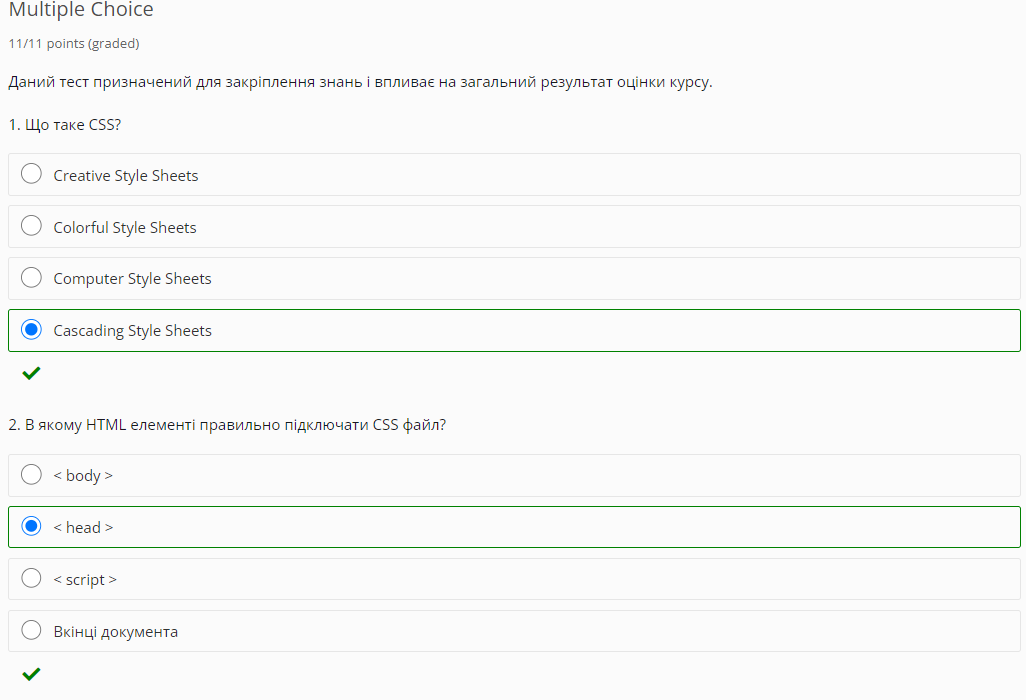 Multiple Choice
11/11 points (graded)
Даний тест призначений для закріплення знань і впливає на загальний результат оцінки курсу.
1. Що таке CSS?
Creative Style Sheets
Colorful Style Sheets
Computer Style Sheets
Cascading Style Sheets
2. В якому HTML елементі правильно підключати CSS файл?
< body >
< head >
< script >
Вкінці документа